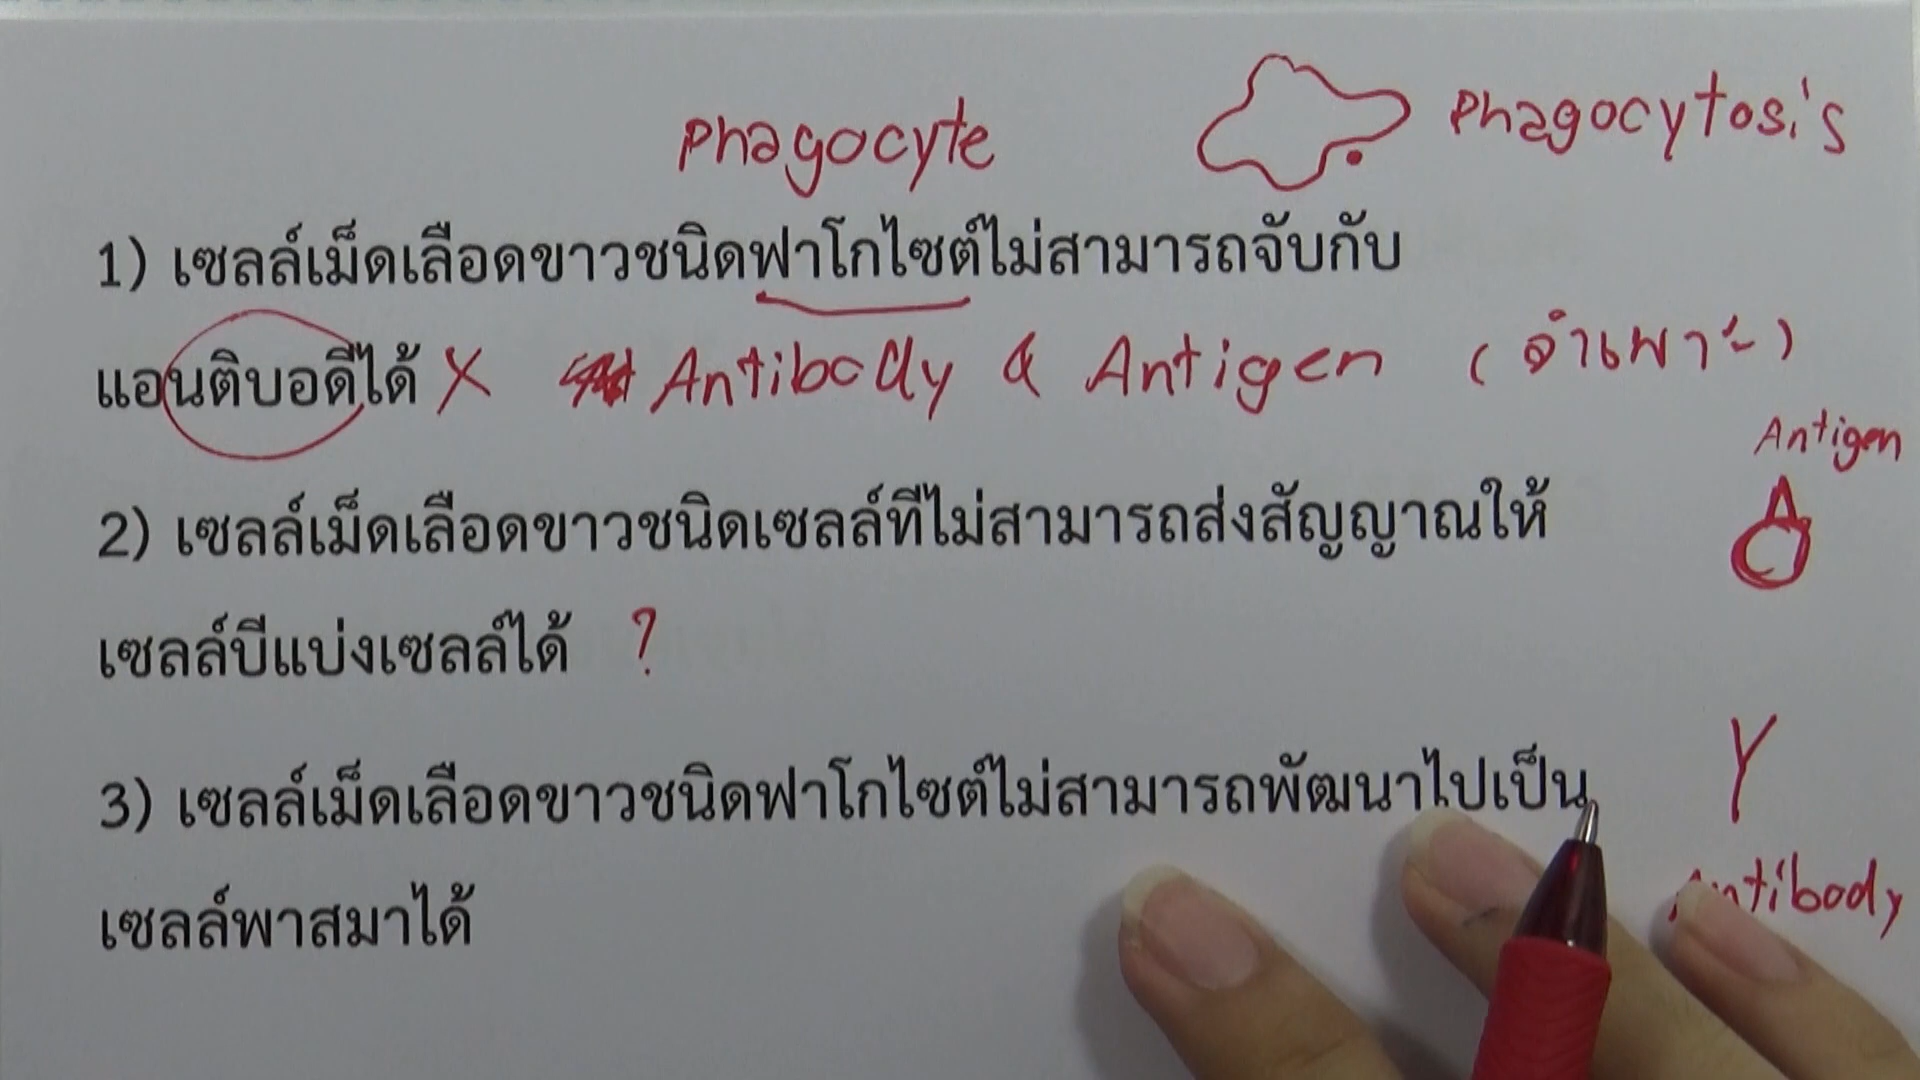 Phagocyte
Phagocytosis
1) เซลล์เม็ดเลือดขาวชนิดฟาโกไซต์ไม่สามารถจับกับ
แอนติบอดีได้ X Antibody & Antigen (จำเพาะ)
Antigen
2) เซลล์เม็ดเลือดขาวชนิดเซลล์ทีไม่สามารถส่งสัญญาณให้
เซลล์บีแบ่งเซลล์ได้ ?
3) เซลล์เม็ดเลือดขาวชนิดฟาโกไซต์ไม่สามารถพัฒนาไปเป็น
Y
Antibody
เซลล์พาสมาได้